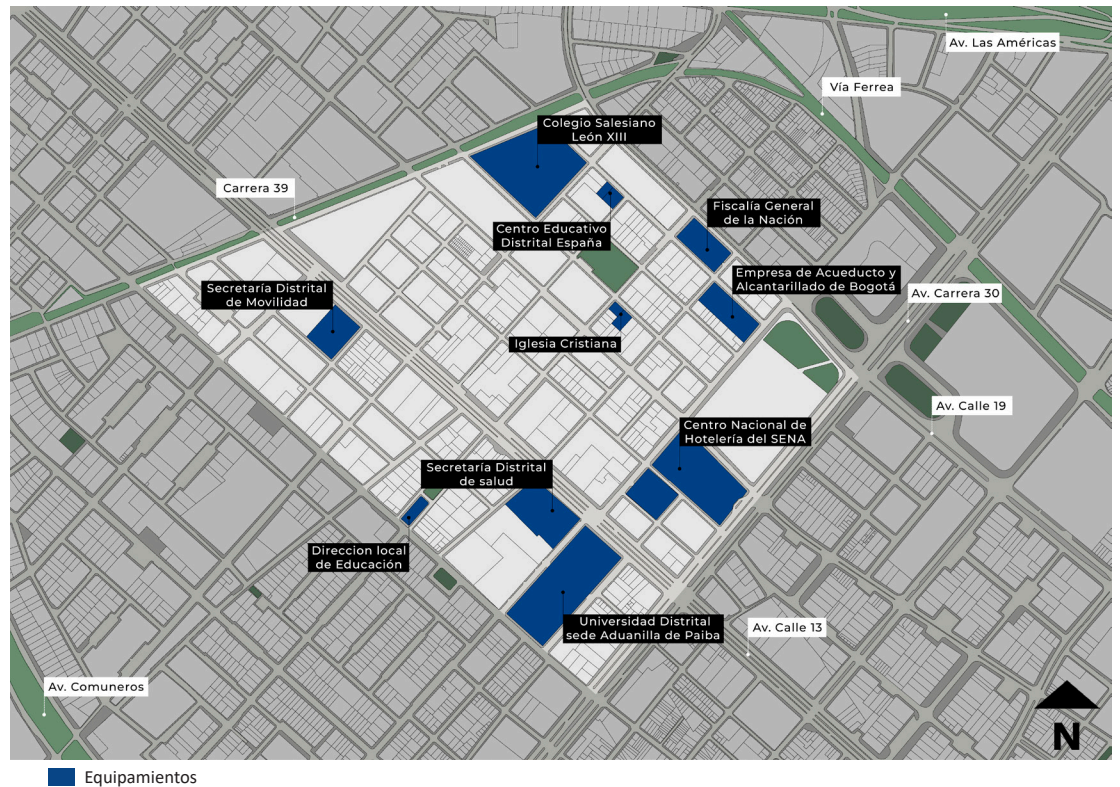 Av. Las Américas
Vía Ferrea
Colegio Salesiano
León XIII
Carrera 39
Fiscalía General
de la Nación
Centro Educativo
Distrital España
Empresa de Acueducto y
Alcantarillado de Bogotá
Secretaría Distrital
de Movilidad
Av. Carrera 30
Iglesia Cristiana
Av. Calle 19
Centro Nacional de
Hotelería del SENA
Secretaría Distrital
de salud
Direccion local
de Educación
Universidad Distrital
sede Aduanilla de Paiba
Av. Calle 13
Av. Comuneros
N
Equipamientos